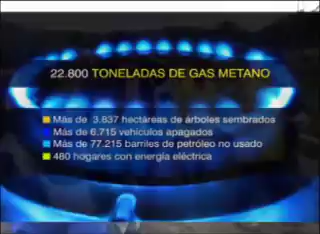 22.800 TONELADAS DE GAS METANO
Más de 3.837 hectáreas de árboles sembrados
Más de 6.715 vehículos apagados
Más de 77.215 barriles de petróleo no usado
480 hogares con energía eléctrica